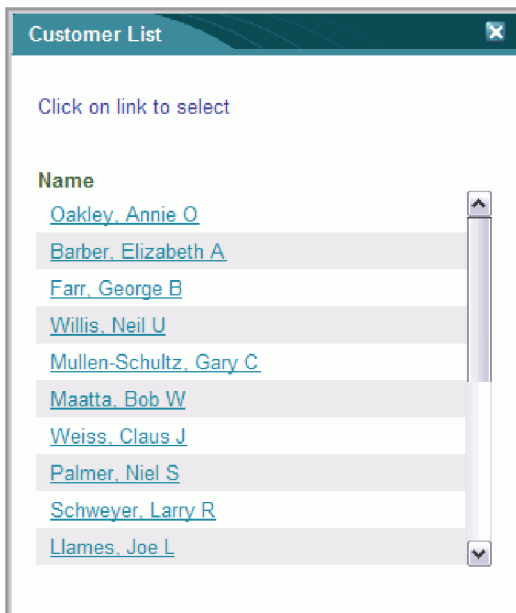 Customer List
Click on link to select
Name
Oakley, Annie O
Barber, Elizabeth A
Farr, George B
Willis, Neil U
Mullen-Schultz, Gary C
Maatta, Bob W
Weiss, Claus J
Palmer, Niel S
Schweyer, Larry R
Llames, Joe L